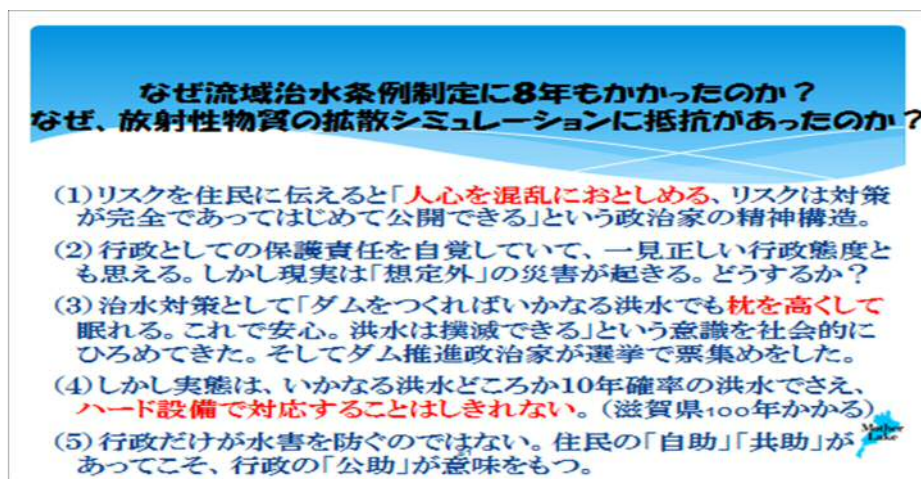 なぜ流域治水条例制定に8年もかかったのか？
なぜ、放射性物質の拡散シミュレーションに抵抗があったのか？
(1)リスクを住民に伝えると「人心を混乱におとしめる、リスクは対策
が完全であってはじめて公開できる」という政治家の精神構造。
(2)行政としての保護責任を自覚していて、一見正しい行政態度と
も思える。しかし現実は「想定外」の災害が起きる。どうするか？
(3)治水対策として「ダムをつくればいかなる洪水でも枕を高くして
眠れる。これで安心。洪水は撲滅できる」という意識を社会的に
ひろめてきた。そしてダム推進政治家が選挙で票集めをした。
(4)しかし実態は、いかなる洪水どころか10年確率の洪水でさえ、
ハード設備で対応することはしきれない。(滋賀県100年かかる)
(5)行政だけが水害を防ぐのではない。住民の「自助」「共助」が
あってこそ、行政の「公助」が意味をもつ。
Mother
Lake